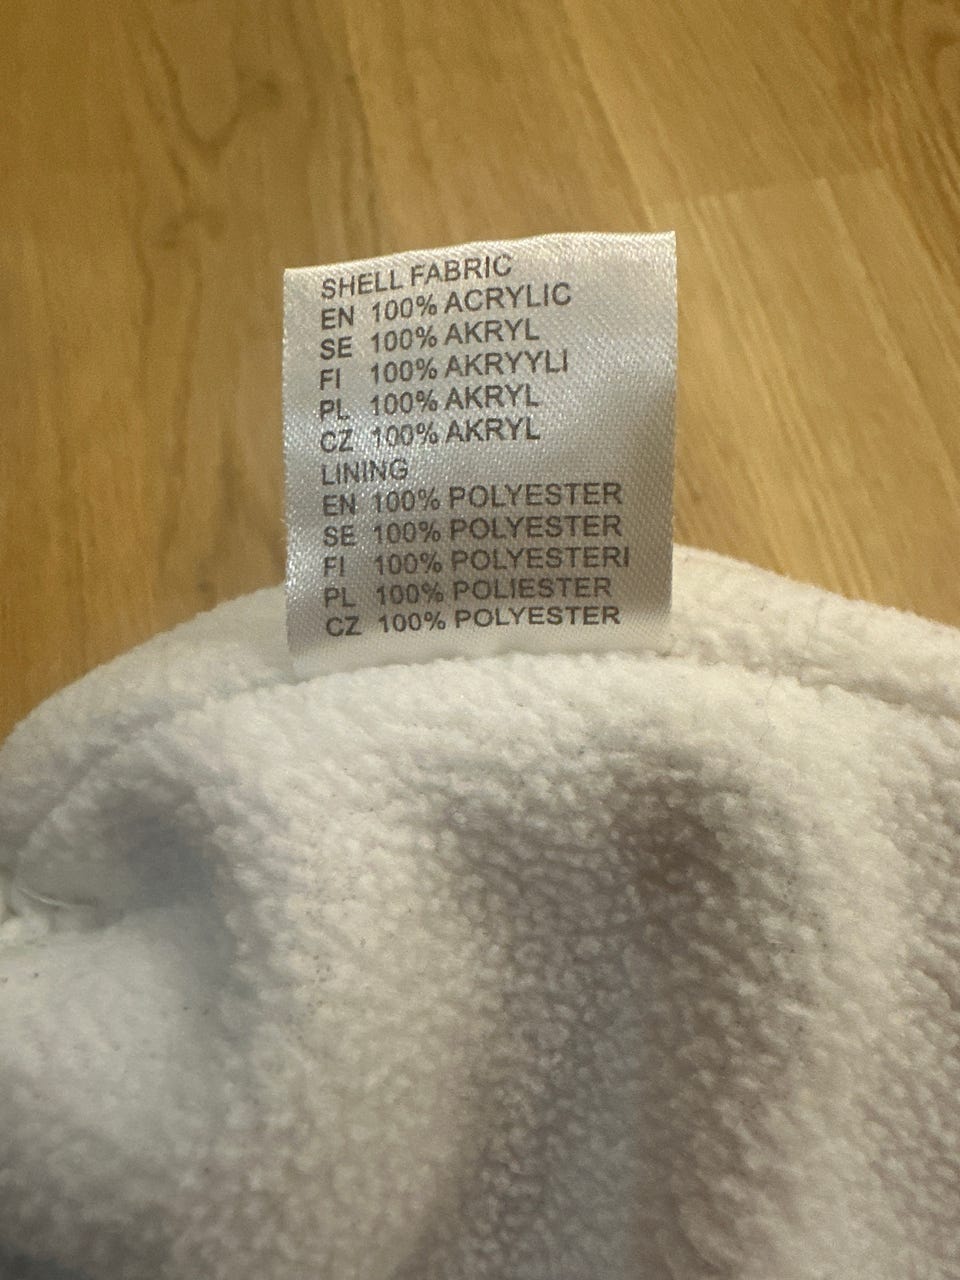 SHELL FABRIC
EN 100% ACRYLIC
SE 100% AKRYL
FI 100% AKRYYLI
PL 100% AKRYL
CZ 100% AKRYL
LINING
EN 100% POLYESTER
SE 100% POLYESTER
FI 100% POLYESTERI
PL 100% POLIESTER
CZ 100% POLYESTER